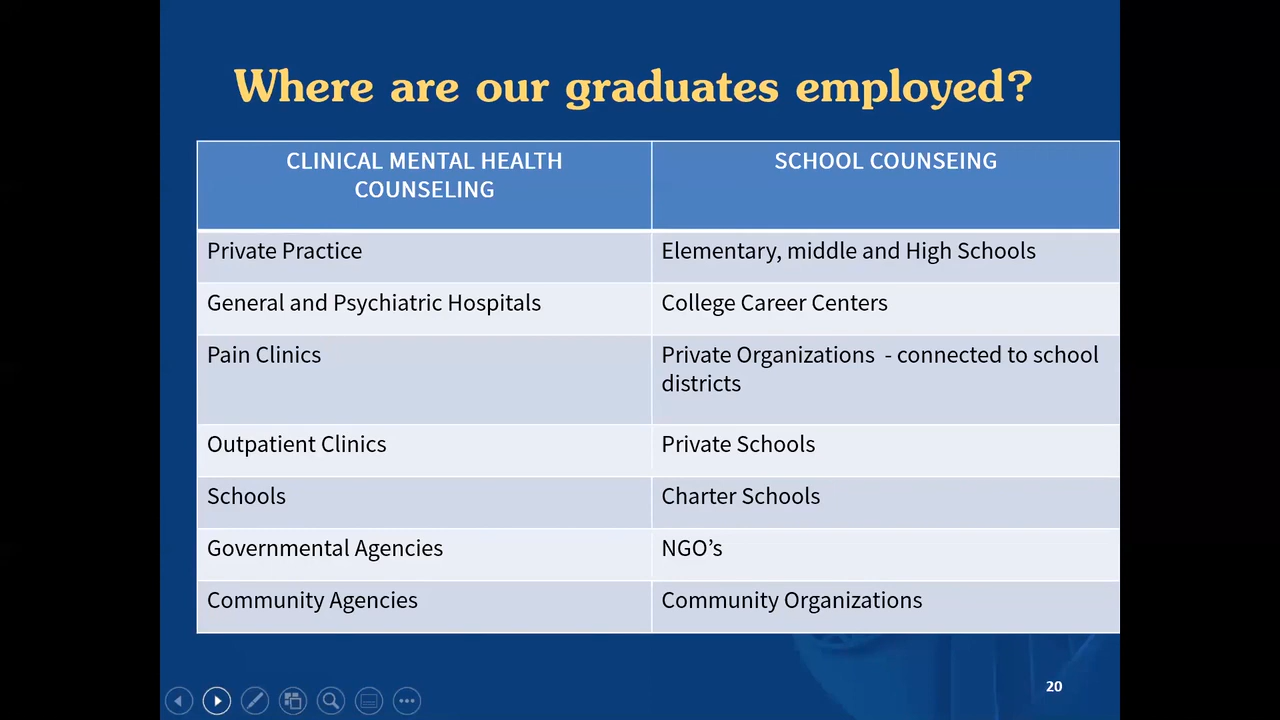 Where are our graduates employed?
CLINICAL MENTAL HEALTH
COUNSELING
SCHOOL COUNSEING
Private Practice
Elementary, middle and High Schools
General and Psychiatric Hospitals
College Career Centers
Pain Clinics
Private Organizations  - connected to school
districts
Outpatient Clinics
Private Schools
Schools
Charter Schools
Governmental Agencies
NGO’s
Community Agencies
Community Organizations
20